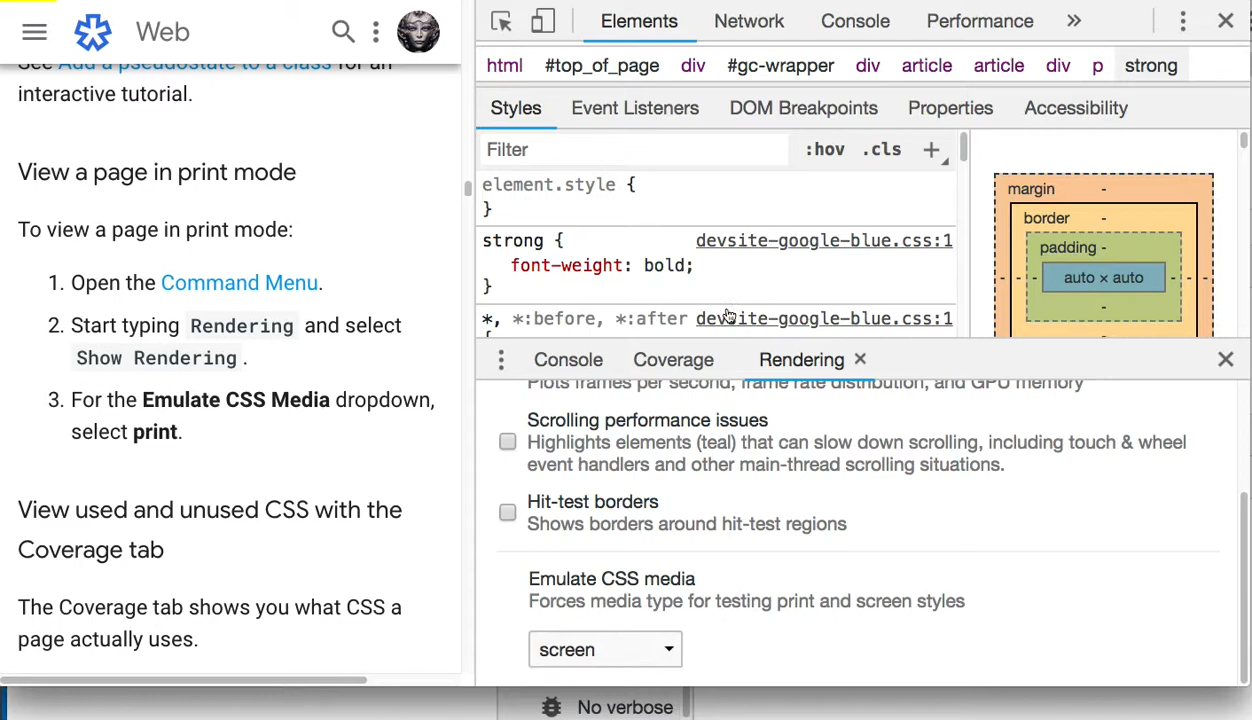 Web
See Add a pseudostate to a class for an
interactive tutorial.
View a page in print mode
To view a page in print mode:
1. Open the Command Menu.
2. Start typing Rendering and select
Show Rendering.
3. For the Emulate CSS Media dropdown,
select print.
View used and unused CSS with the
Coverage tab
The Coverage tab shows you what CSS a
page actually uses.
Elements Network Console Performance »
html #top_of_page div #gc-wrapper div article article div p strong
Styles Event Listeners DOM Breakpoints Properties Accessibility
Filter :hov .cls +
element.style {
}
strong { devsite-google-blue.css:1
font-weight: bold;
}
*, *:before, *:after devsite-google-blue.css:1
{
margin -
border -
padding -
- - - auto × auto - - -
-
Console Coverage Rendering ×
Plots frames per second, frame rate distribution, and GPU memory
Scrolling performance issues
Highlights elements (teal) that can slow down scrolling, including touch & wheel
event handlers and other main-thread scrolling situations.
Hit-test borders
Shows borders around hit-test regions
Emulate CSS media
Forces media type for testing print and screen styles
screen
No verbose